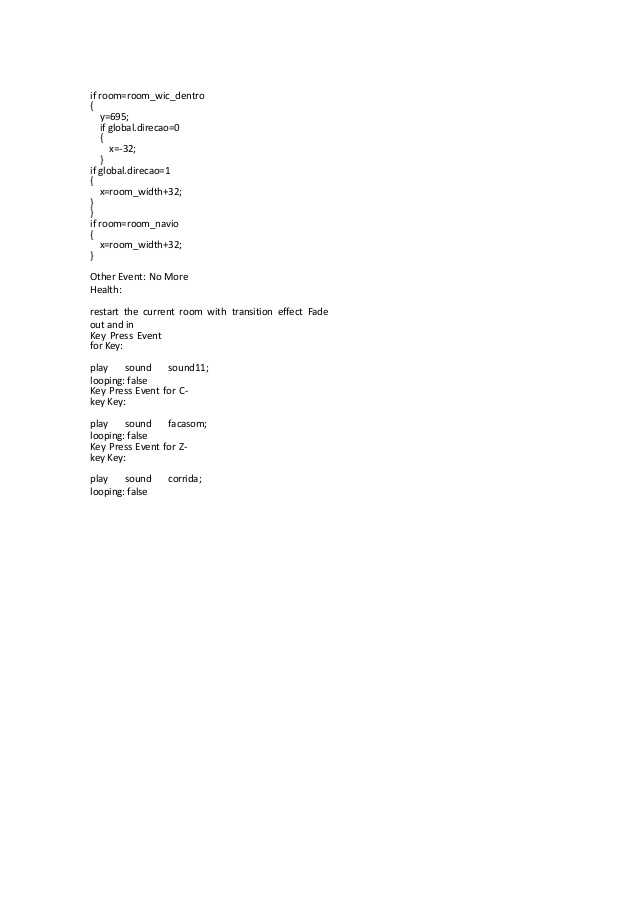 if room=room_wic_dentro
{
y=695;
if global.direcao=0
{
x=-32;
}
if global.direcao=1
{
x=room_width+32;
}
}
if room=room_navio
{
x=room_width+32;
}
Other Event: No More
Health:
restart the current room with transition effect Fade
out and in
Key Press Event
for Key:
play sound sound11;
looping: false
Key Press Event for C-
key Key:
play sound facasom;
looping: false
Key Press Event for Z-
key Key:
play sound corrida;
looping: false